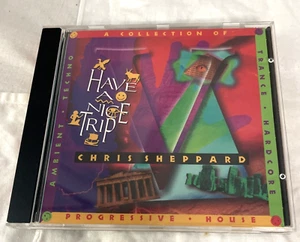 A COLLECTION OF
AMBIENT · TECHNO
TRANCE · HARDCORE
HAVE
A
NICE
TRIP
CHRIS SHEPPARD
PROGRESSIVE · HOUSE